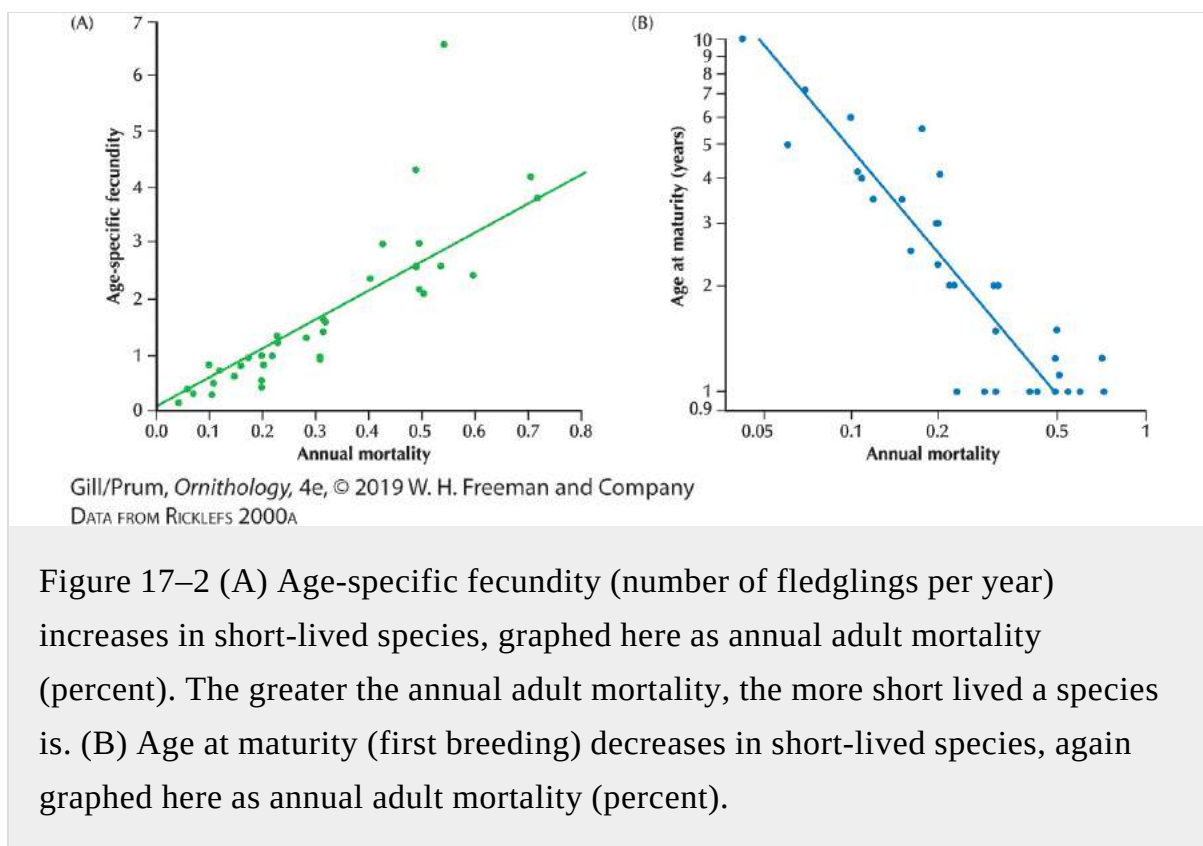 (A)
7
6
5
4
3
2
1
0
Age-specific fecundity
0.0 0.1 0.2 0.3 0.4 0.5 0.6 0.7 0.8
Annual mortality
(B)
10
9
8
7
6
5
4
3
2
1
0.9
Age at maturity (years)
0.05 0.1 0.2 0.5 1
Annual mortality
Gill/Prum, Ornithology, 4e, © 2019 W. H. Freeman and Company
DATA FROM RICKLEFS 2000A
Figure 17–2 (A) Age-specific fecundity (number of fledglings per year)
increases in short-lived species, graphed here as annual adult mortality
(percent). The greater the annual adult mortality, the more short lived a species
is. (B) Age at maturity (first breeding) decreases in short-lived species, again
graphed here as annual adult mortality (percent).